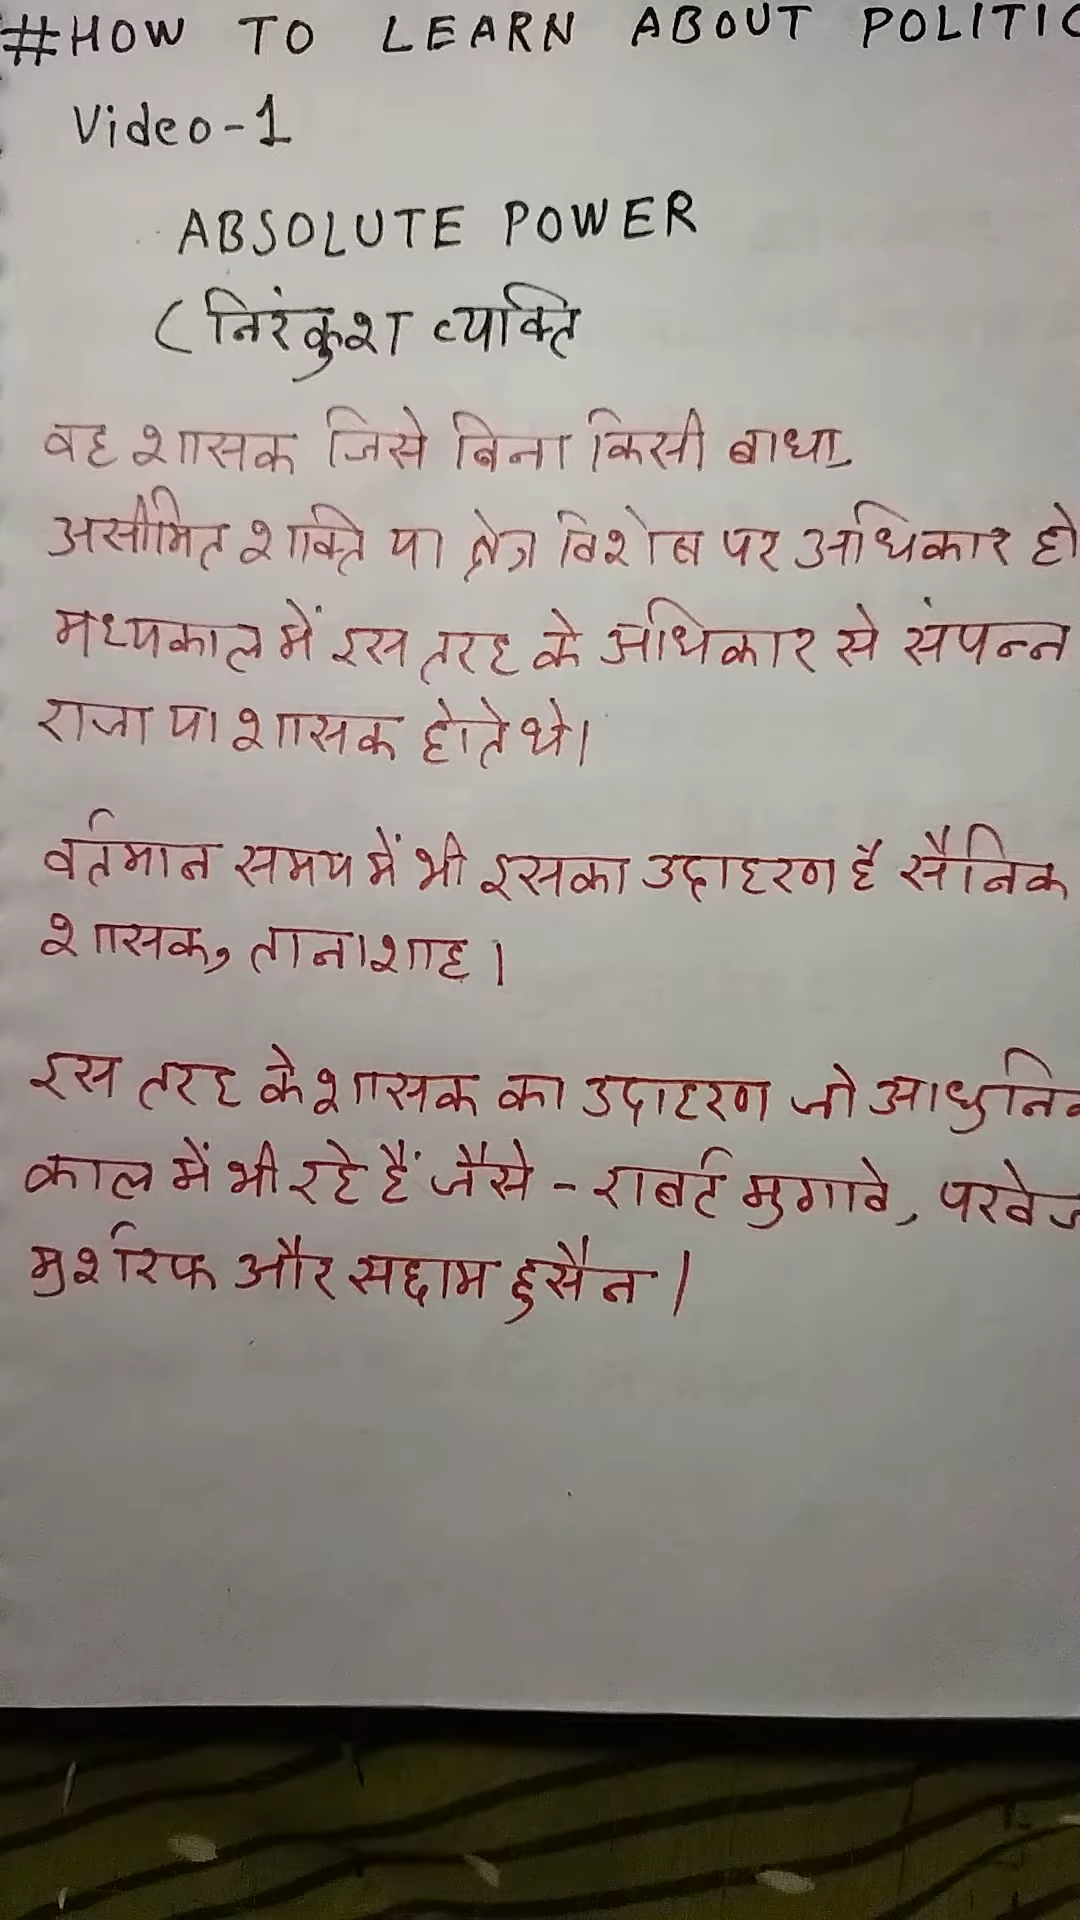 #HOW TO LEARN ABOUT POLITIC
Video-1
ABSOLUTE POWER
(निरंकुश व्यक्ति
वह शासक जिसे बिना किसी बाधा,
असीमित शक्ति या क्षेत्र विशेष पर अधिकार हो
मध्यकाल में इस तरह के अधिकार से संपन्न
राजा या शासक होते थे।
वर्तमान समय में भी इसका उदाहरण है सैनिक
शासक, तानाशाह।
इस तरह के शासक का उदाहरण जो आधुनिक
काल में भी रहे हैं जैसे - राबर्ट मुगावे, परवेज
मुर्शरिफ और सद्दाम हुसैन।